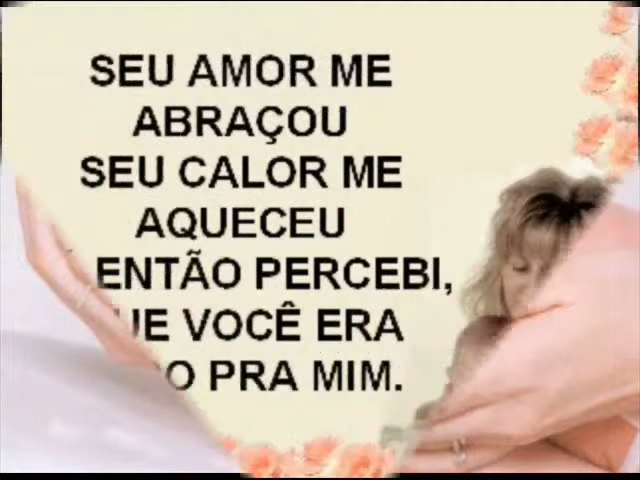 SEU AMOR ME
ABRAÇOU
SEU CALOR ME
AQUECEU
ENTÃO PERCEBI,
VOCÊ ERA
PRA MIM.